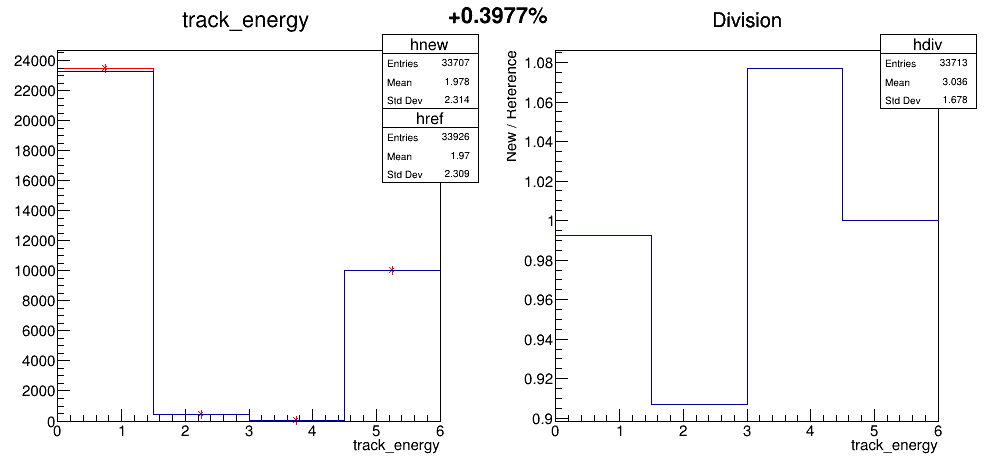 +0.3977%
track_energy
hnew
Entries 33707
Mean 1.978
Std Dev 2.314
href
Entries 33926
Mean 1.97
Std Dev 2.309
24000
22000
20000
18000
16000
14000
12000
10000
8000
6000
4000
2000
0
0 1 2 3 4 5 6
track_energy
Division
hdiv
Entries 33713
Mean 3.036
Std Dev 1.678
New / Reference
1.08
1.06
1.04
1.02
1
0.98
0.96
0.94
0.92
0.9
0 1 2 3 4 5 6
track_energy